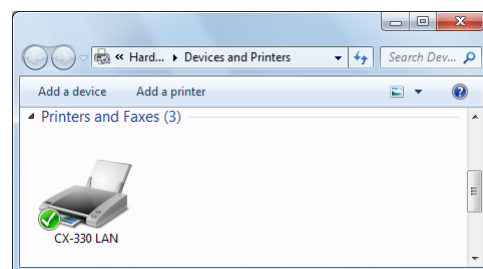 « Hard... ▸ Devices and Printers
Search Dev...
Add a device Add a printer
Printers and Faxes (3)
CX-330 LAN